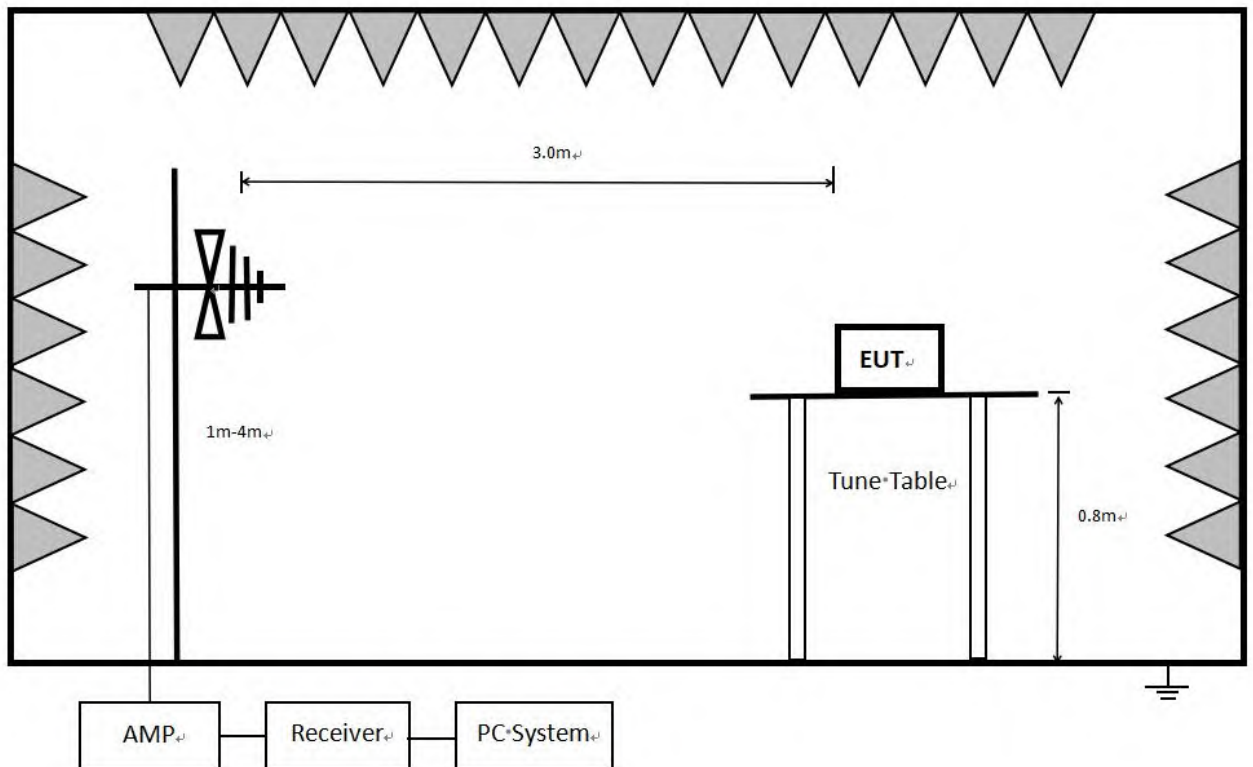 3.0m
EUT
1m-4m
Tune Table
0.8m
AMP
Receiver
PC System